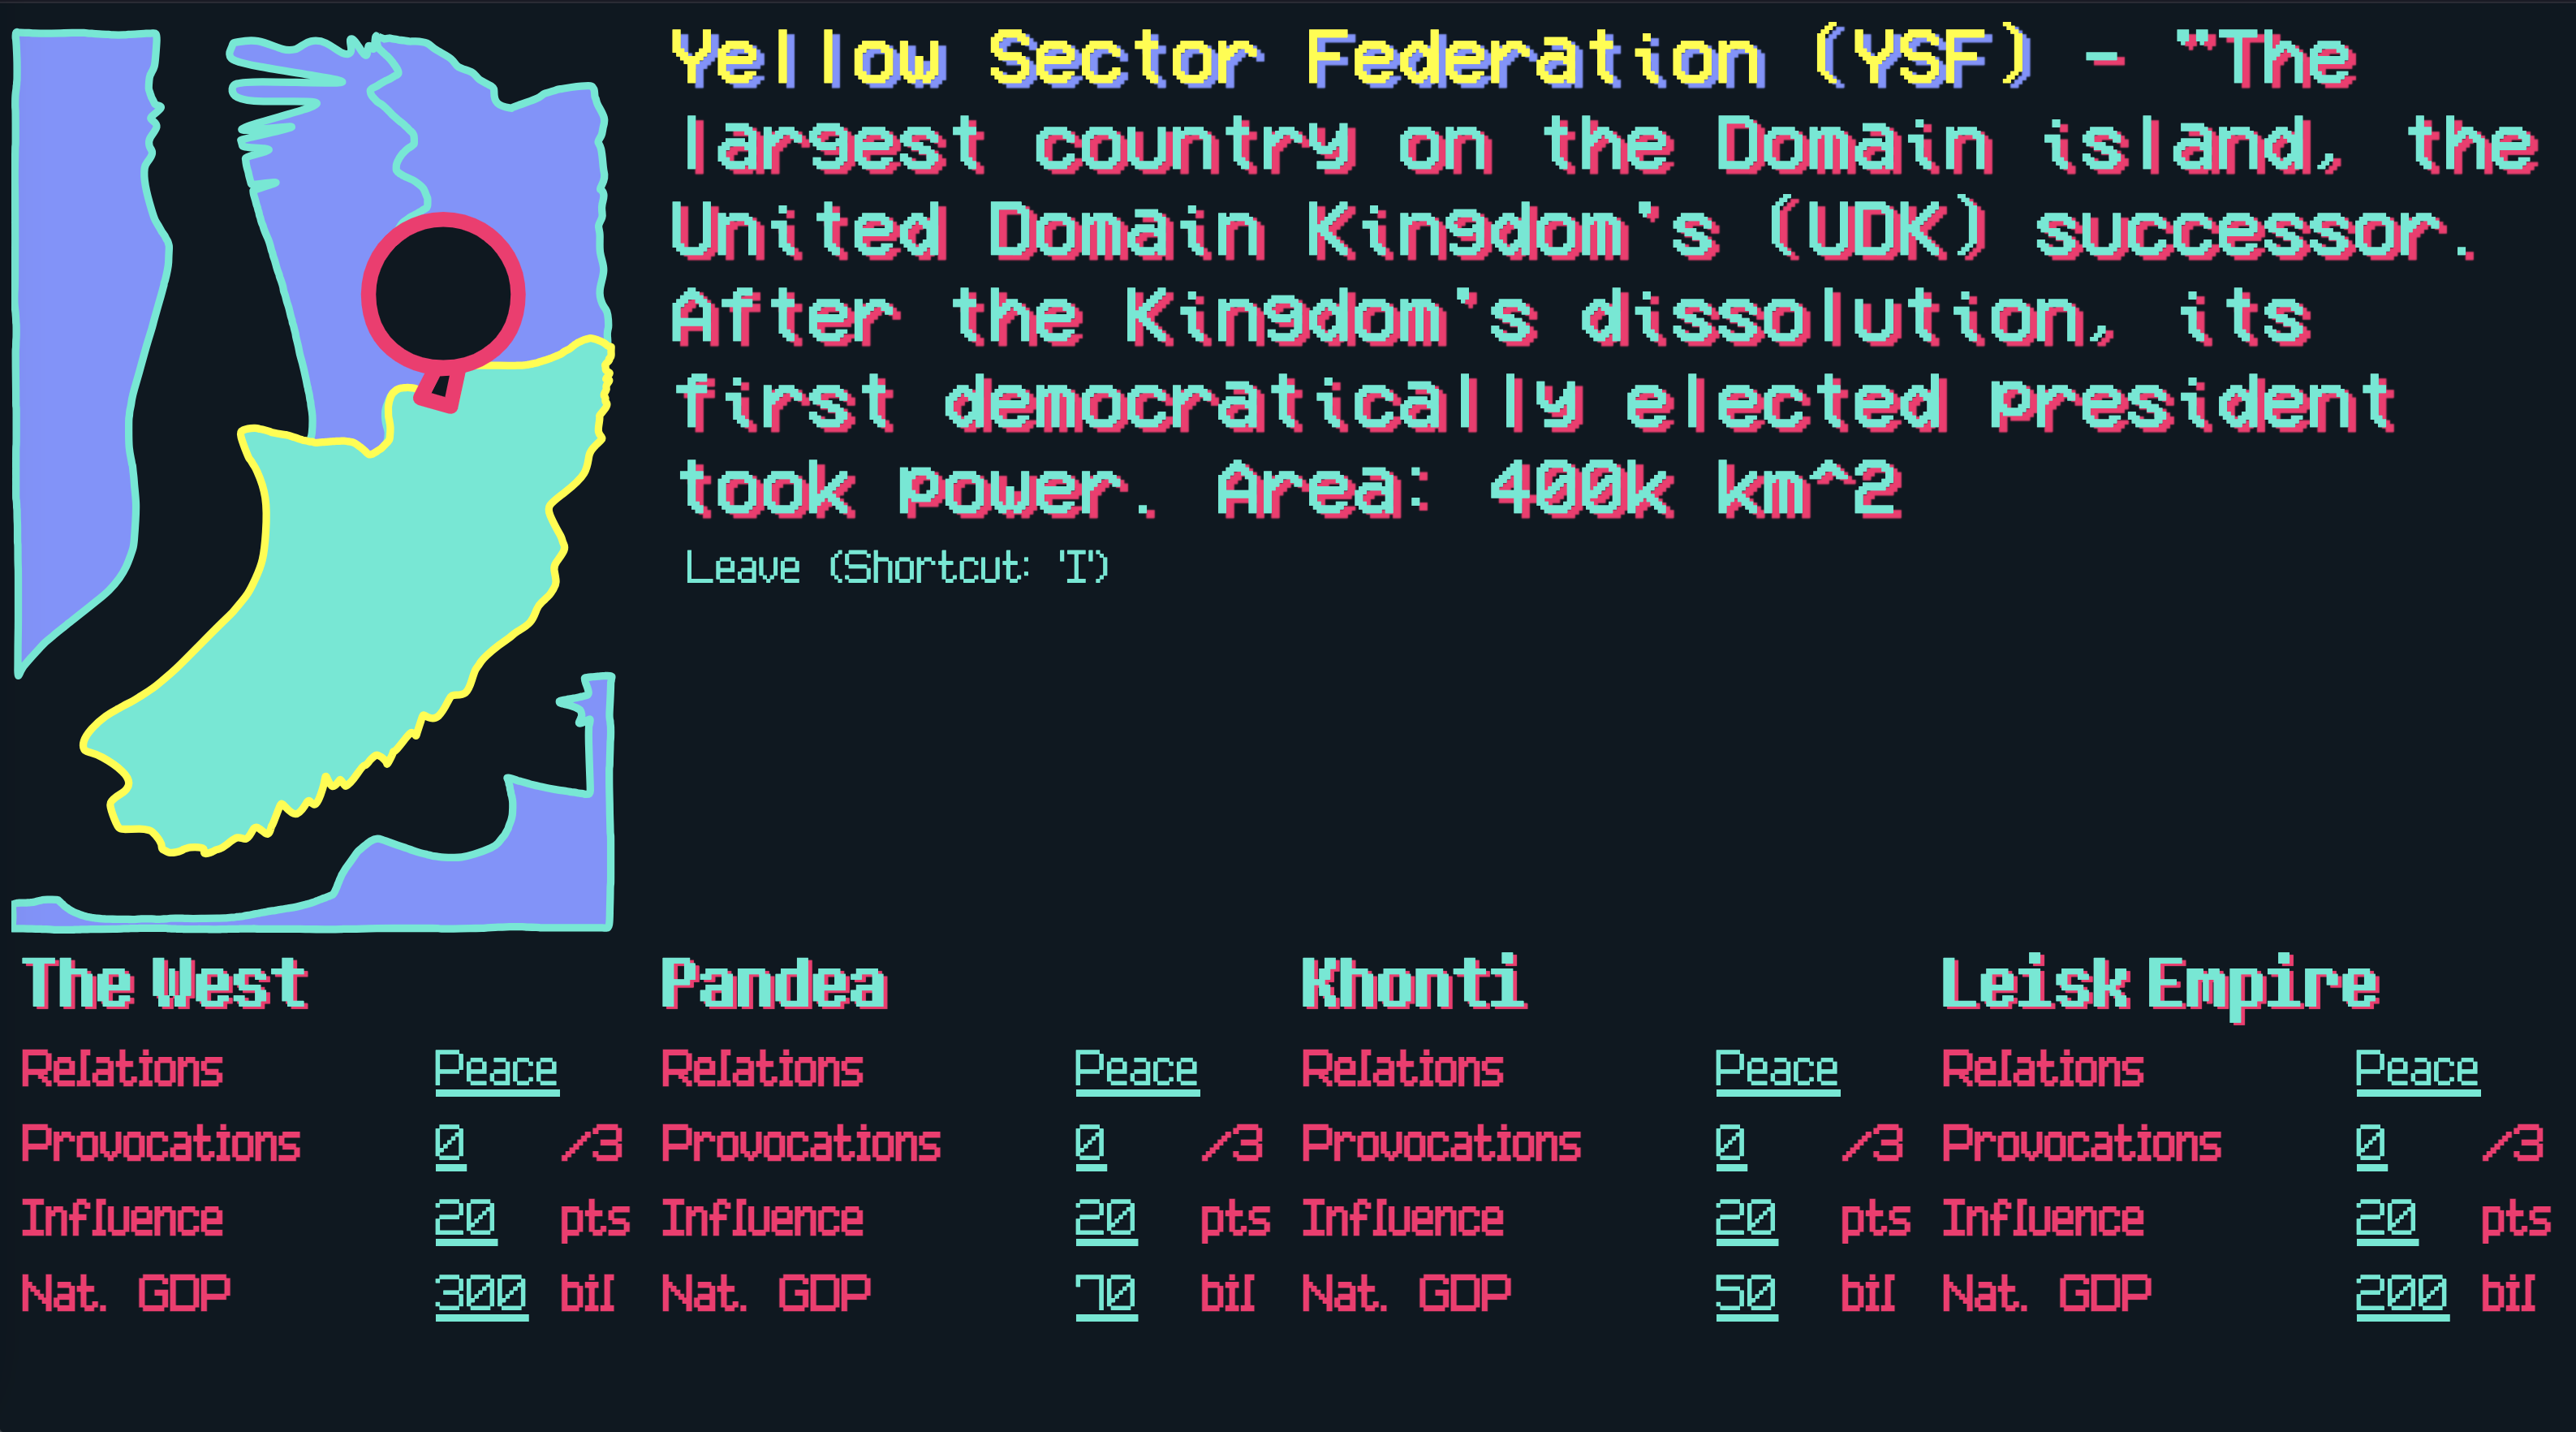 Yellow Sector Federation (YSF) - "The
largest country on the Domain island, the
United Domain Kingdom's (UDK) successor.
After the Kingdom's dissolution, its
first democratically elected president
took power. Area: 400k km^2
Leave (Shortcut: 'I')
The West
Relations Peace
Provocations 0 /3
Influence 20 pts
Nat. GDP 300 bil
Pandea
Relations Peace
Provocations 0 /3
Influence 20 pts
Nat. GDP 70 bil
Khonti
Relations Peace
Provocations 0 /3
Influence 20 pts
Nat. GDP 50 bil
Leisk Empire
Relations Peace
Provocations 0 /3
Influence 20 pts
Nat. GDP 200 bil